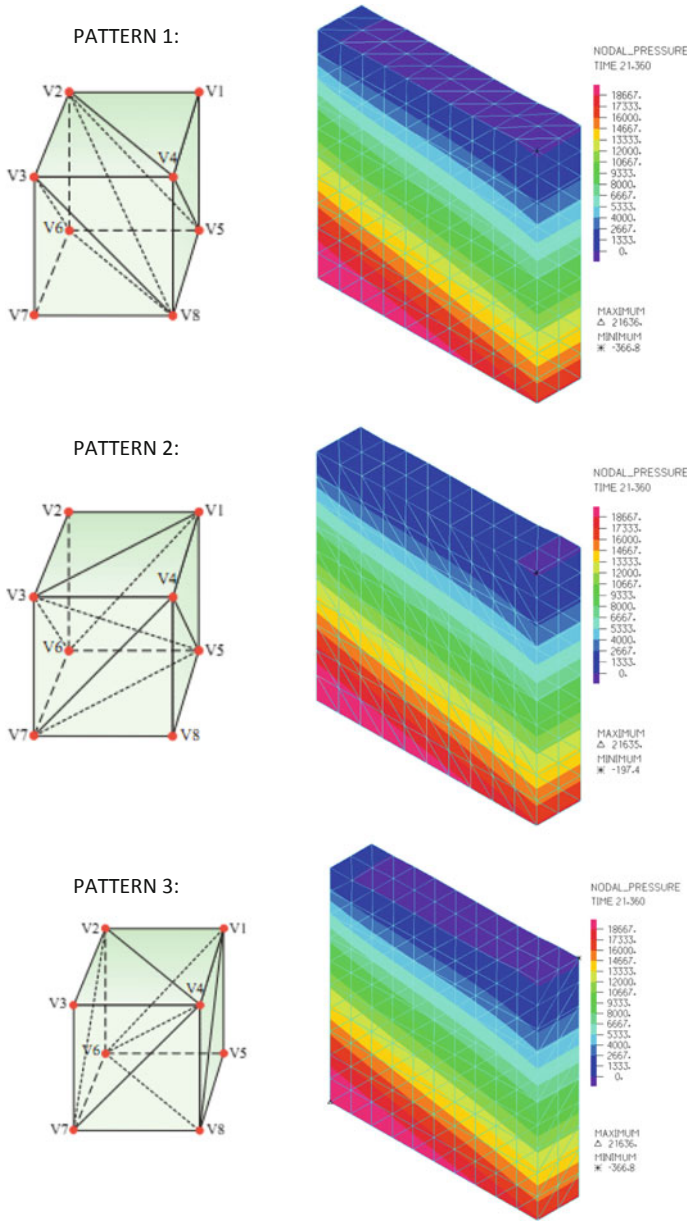 PATTERN 1:
V2
V1
V3
V4
V6
V5
V7
V8
NODAL_PRESSURE
TIME 21.360
18667.
17333.
16000.
14667.
12000.
10667.
9333.
8000.
6667.
5333.
4000.
2667.
1333.
0.
MAXIMUM
△ 21636.
MINIMUM
✳ -366.8
PATTERN 2:
V2
V1
V3
V4
V6
V5
V7
V8
NODAL_PRESSURE
TIME 21.360
18667.
17333.
16000.
14667.
12000.
10667.
9333.
8000.
6667.
5333.
4000.
2667.
1333.
0.
MAXIMUM
△ 21635.
MINIMUM
✳ -197.4
PATTERN 3:
V2
V1
V3
V4
V6
V5
V7
V8
NODAL_PRESSURE
TIME 21.360
18667.
17333.
16000.
14667.
12000.
10667.
9333.
8000.
6667.
5333.
4000.
2667.
1333.
0.
MAXIMUM
△ 21636.
MINIMUM
✳ -366.8